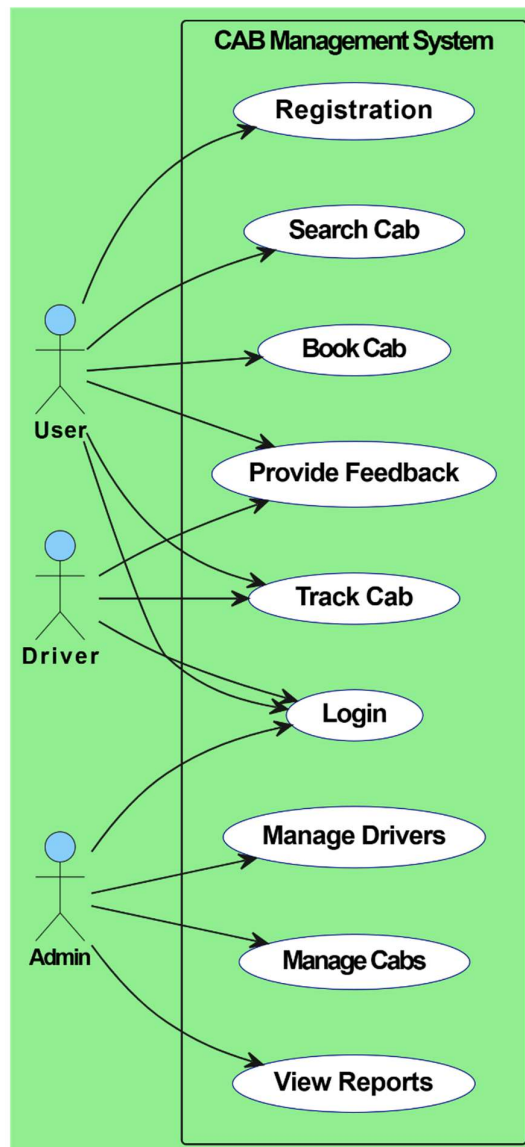 CAB Management System
Registration
Search Cab
Book Cab
User
Provide Feedback
Track Cab
Driver
Login
Manage Drivers
Admin
Manage Cabs
View Reports